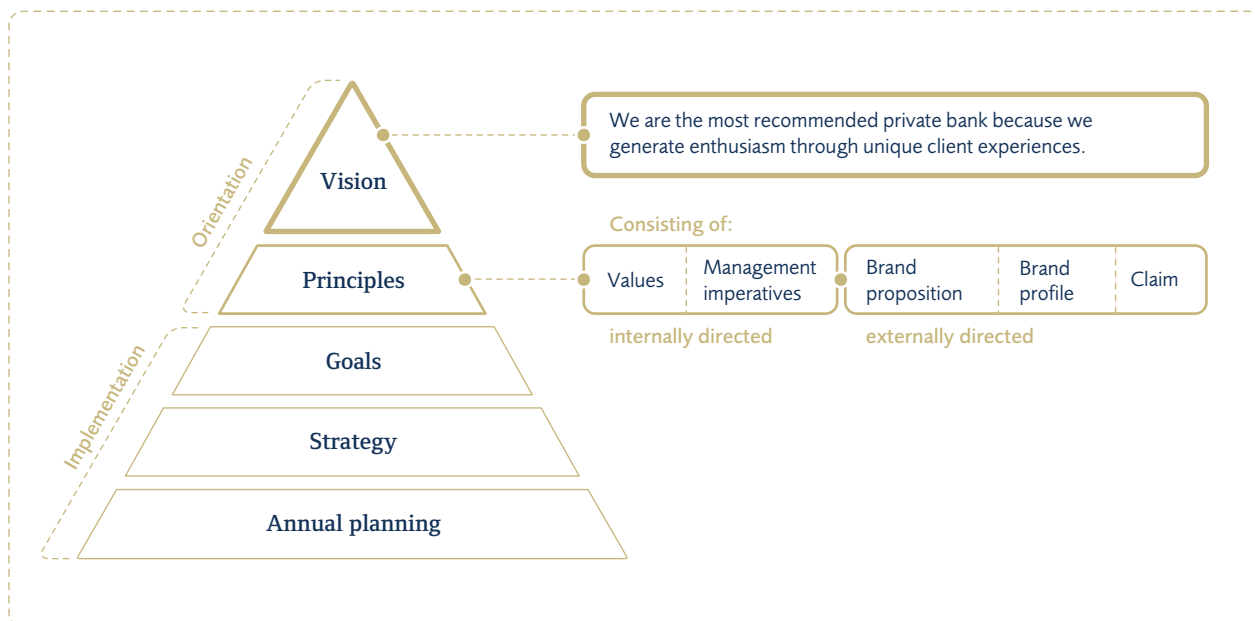 Orientation
Vision
We are the most recommended private bank because we
generate enthusiasm through unique client experiences.
Principles
Consisting of:
Values
Management
imperatives
Brand
proposition
Brand
profile
Claim
internally directed
externally directed
Implementation
Goals
Strategy
Annual planning